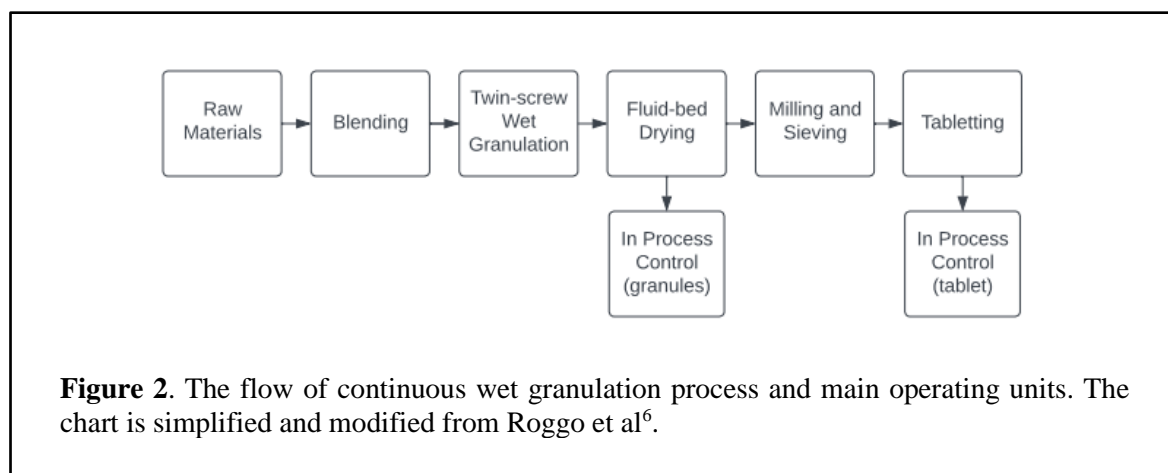 Raw
Materials
Blending
Twin-screw
Wet
Granulation
Fluid-bed
Drying
Milling and
Sieving
Tabletting
In Process
Control
(granules)
In Process
Control
(tablet)
Figure 2. The flow of continuous wet granulation process and main operating units. The
chart is simplified and modified from Roggo et al⁶.